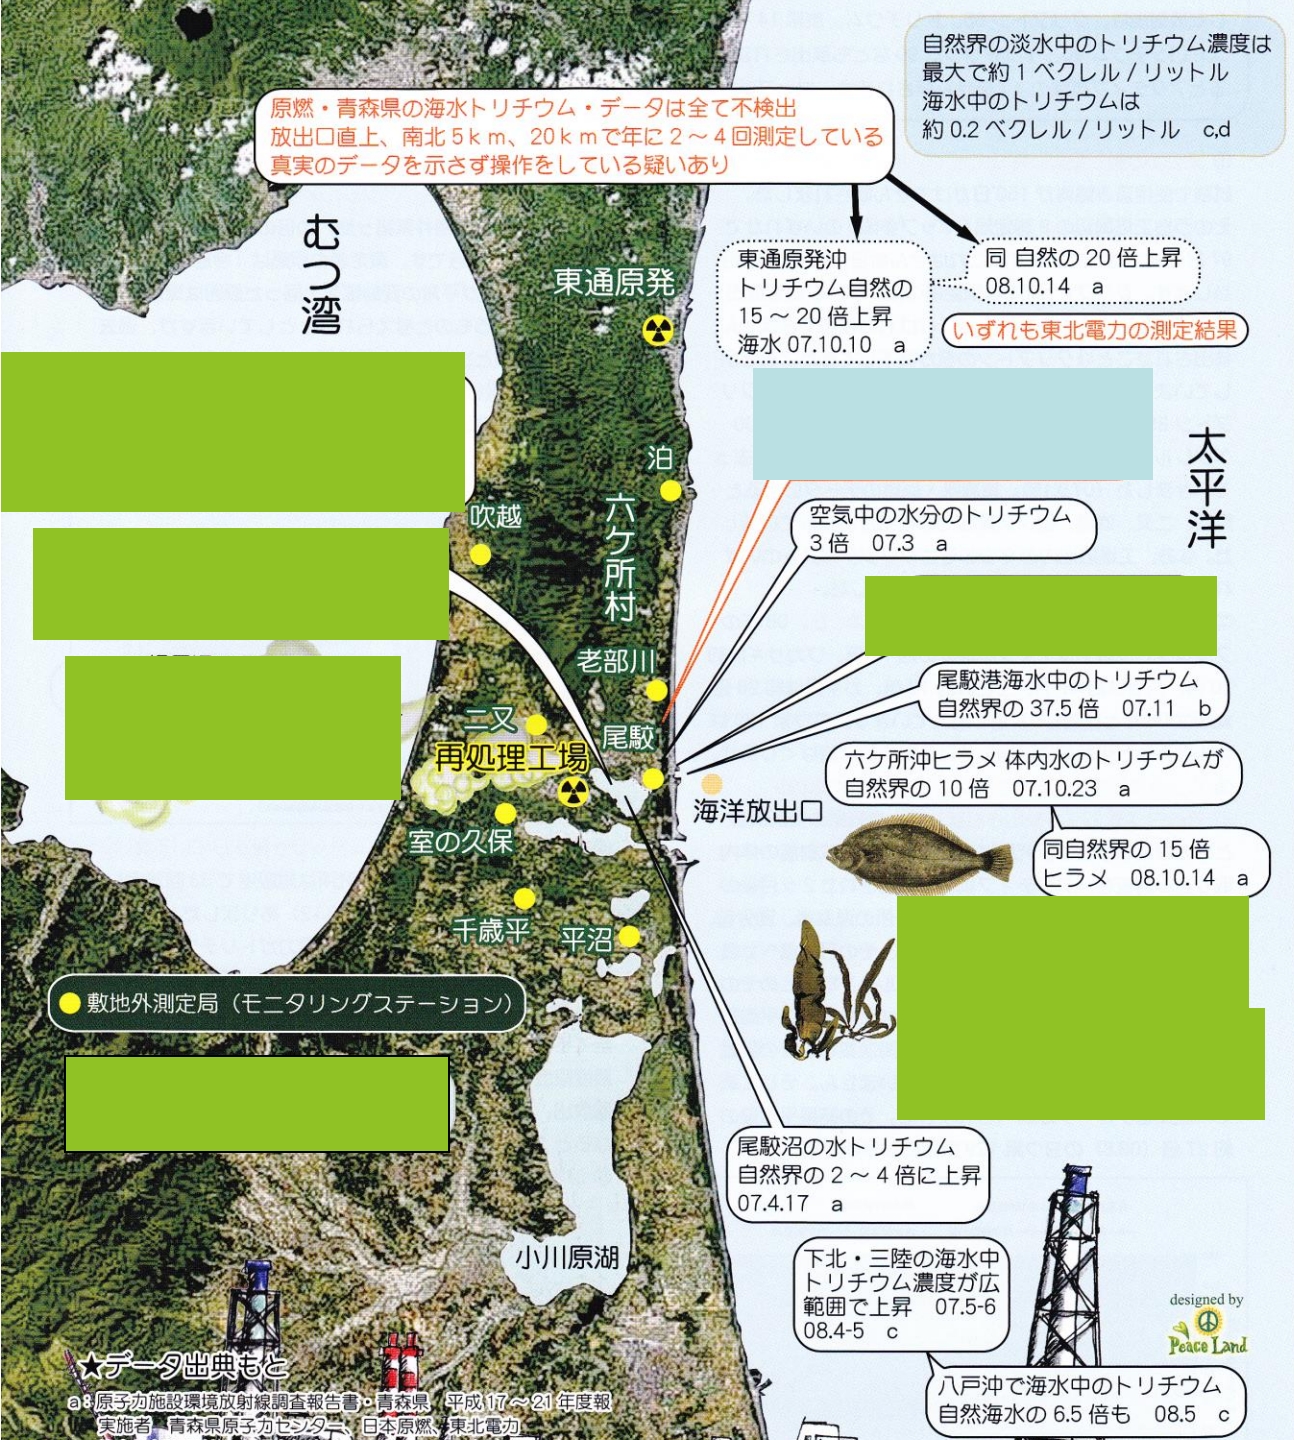 自然界の淡水中のトリチウム濃度は
最大で約1ベクレル/リットル
海水中のトリチウムは
約0.2ベクレル/リットル c,d
原燃・青森県の海水トリチウム・データは全て不検出
放出口直上、南北5km、20kmで年に2～4回測定している
真実のデータを示さず操作をしている疑いあり
むつ湾
東通原発
東通原発沖
トリチウム自然の
15～20倍上昇
海水07.10.10 a
同 自然の20倍上昇
08.10.14 a
いずれも東北電力の測定結果
太平洋
泊
吹越
六ケ所村
空気中の水分のトリチウム
3倍 07.3 a
老部川
尾駮港海水中のトリチウム
自然界の37.5倍 07.11 b
二又
尾駮
再処理工場
六ケ所沖ヒラメ 体内水のトリチウムが
自然界の10倍 07.10.23 a
海洋放出口
室の久保
同自然界の15倍
ヒラメ 08.10.14 a
千歳平
平沼
敷地外測定局（モニタリングステーション）
尾駮沼の水トリチウム
自然界の2～4倍に上昇
07.4.17 a
小川原湖
下北・三陸の海水中
トリチウム濃度が広
範囲で上昇 07.5-6
08.4-5 c
designed by
Peace Land
八戸沖で海水中のトリチウム
自然海水の6.5倍も 08.5 c
★データ出典もと
a：原子力施設環境放射線調査報告書・青森県 平成17～21年度報
実施者 青森県原子力センター、日本原燃、東北電力